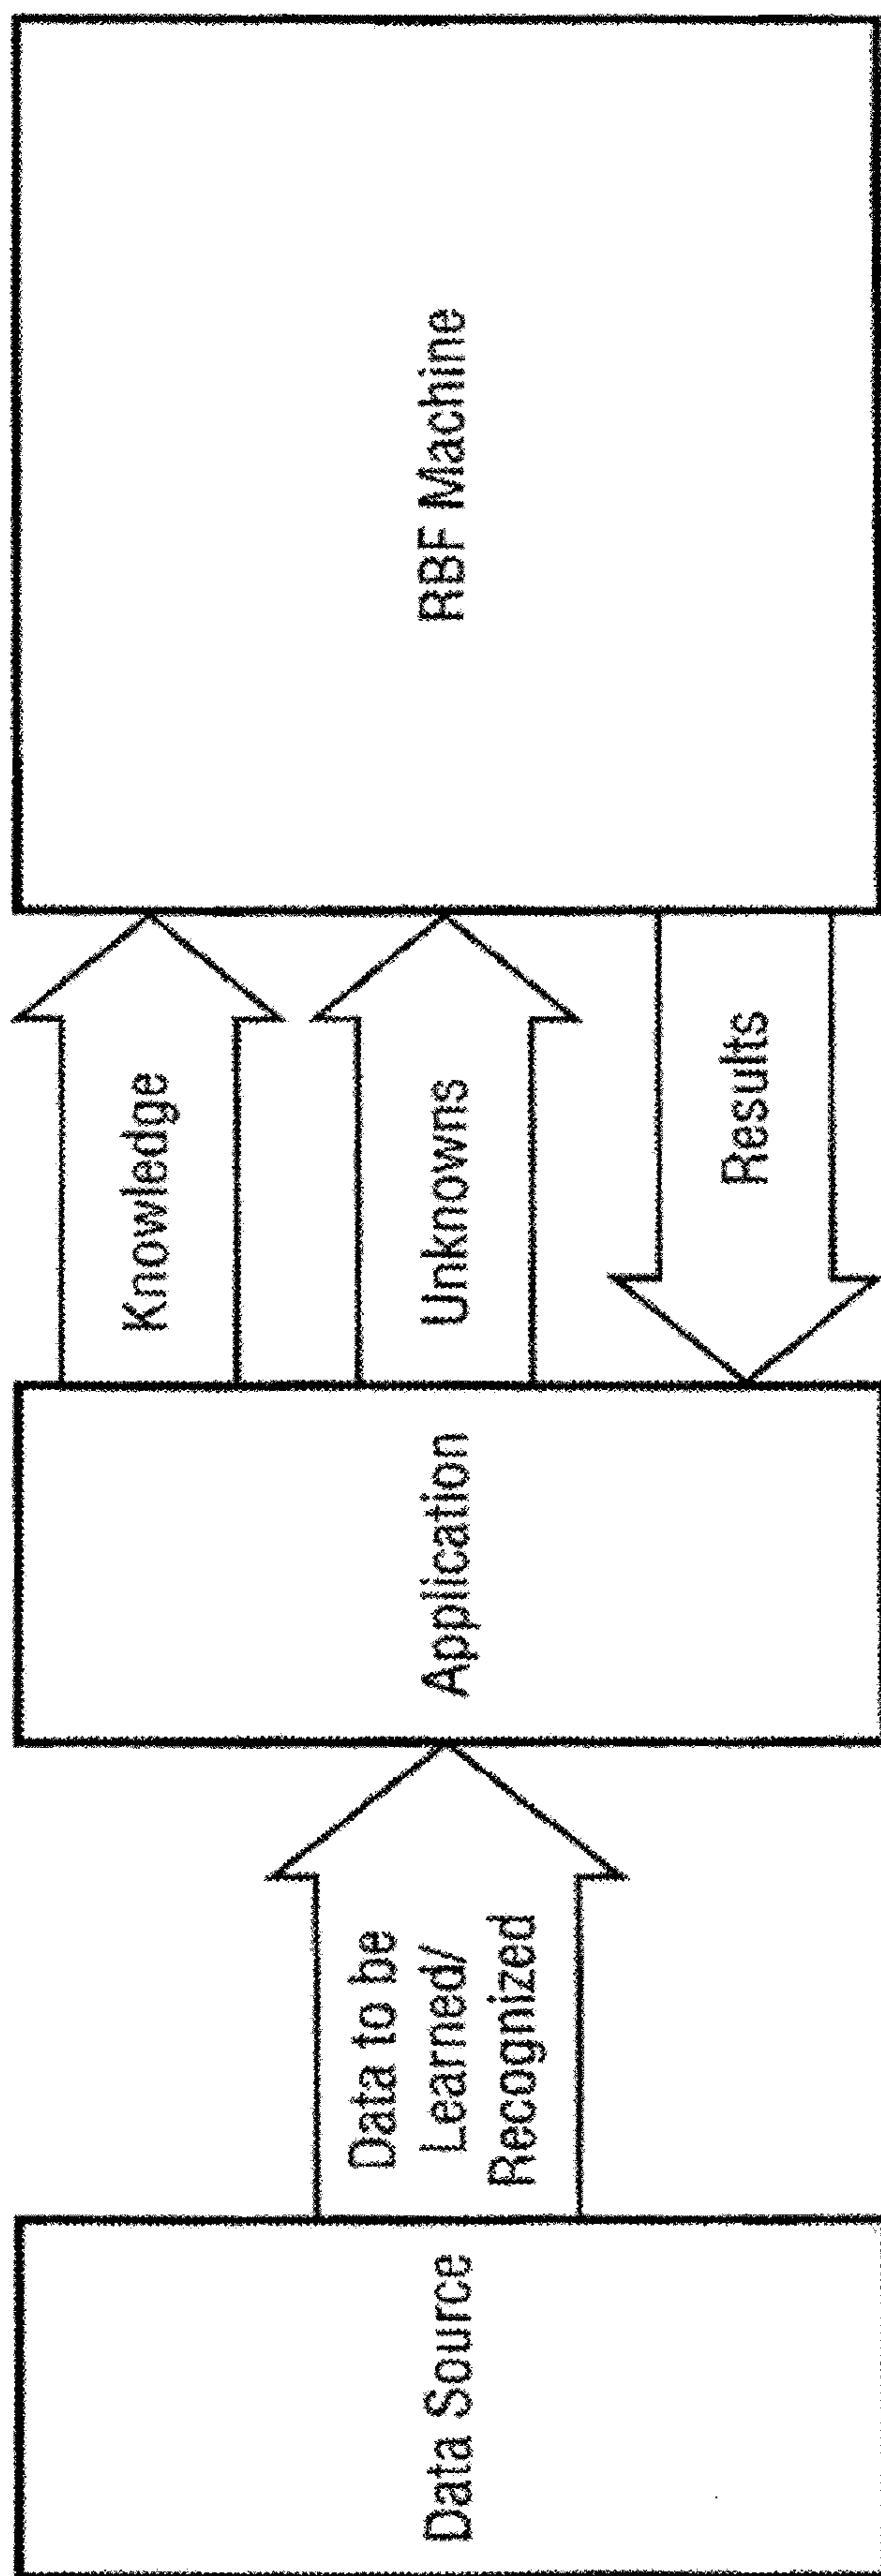 Data Source
Data to be
Learned/
Recognized
Application
Knowledge
Unknowns
Results
RBF Machine